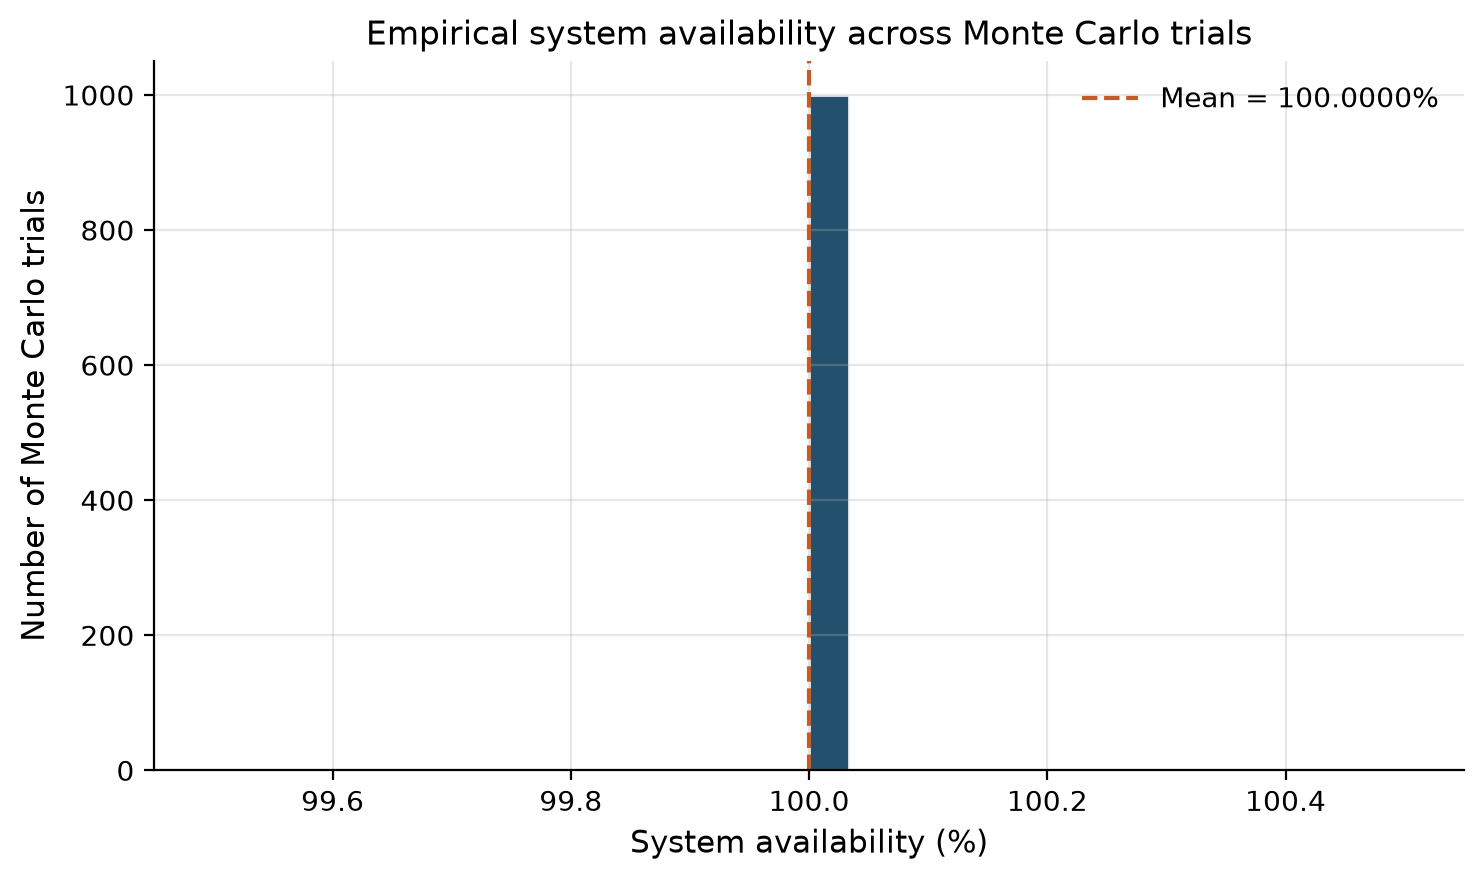 Empirical system availability across Monte Carlo trials
Mean = 100.0000%
Number of Monte Carlo trials
1000
800
600
400
200
0
99.6 99.8 100.0 100.2 100.4
System availability (%)